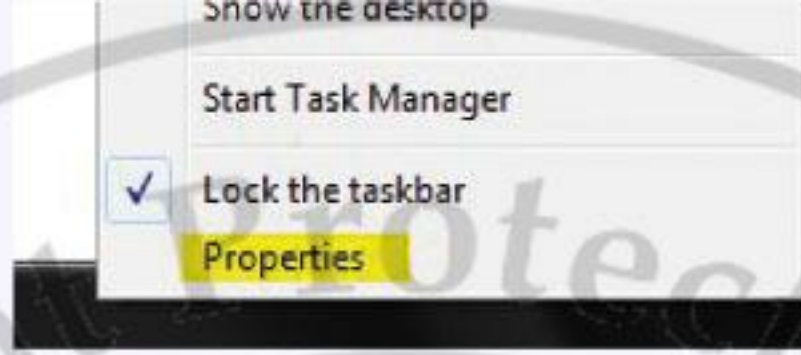 Show the desktop
Start Task Manager
Lock the taskbar
Properties